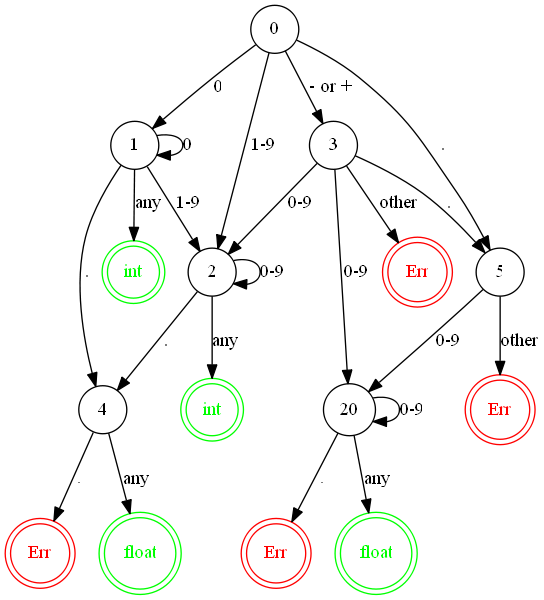 0
0
1-9
- or +
.
1
0
3
any
1-9
0-9
other
.
.
int
2
0-9
0-9
Err
5
.
any
0-9
other
4
int
20
0-9
Err
.
any
.
any
Err
float
Err
float